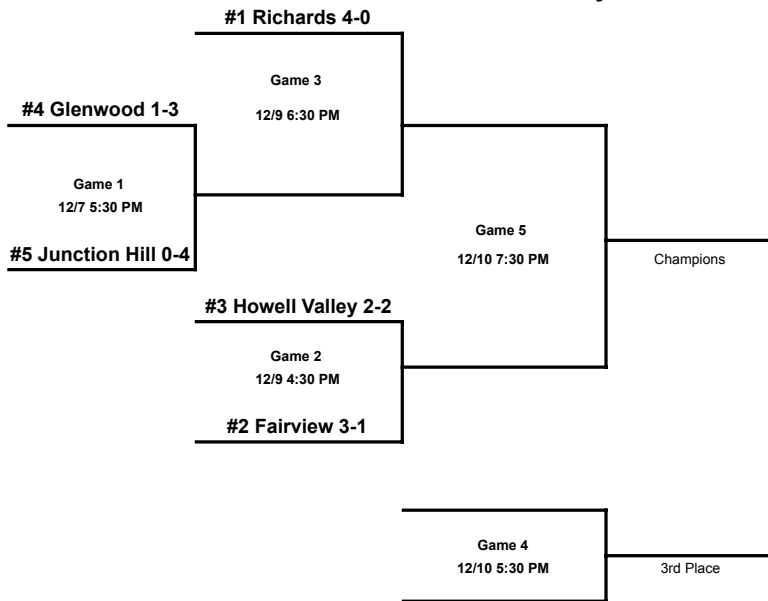 #1 Richards 4-0
Game 3
12/9 6:30 PM
#4 Glenwood 1-3
Game 1
12/7 5:30 PM
#5 Junction Hill 0-4
Game 5
12/10 7:30 PM
Champions
#3 Howell Valley 2-2
Game 2
12/9 4:30 PM
#2 Fairview 3-1
Game 4
12/10 5:30 PM
3rd Place